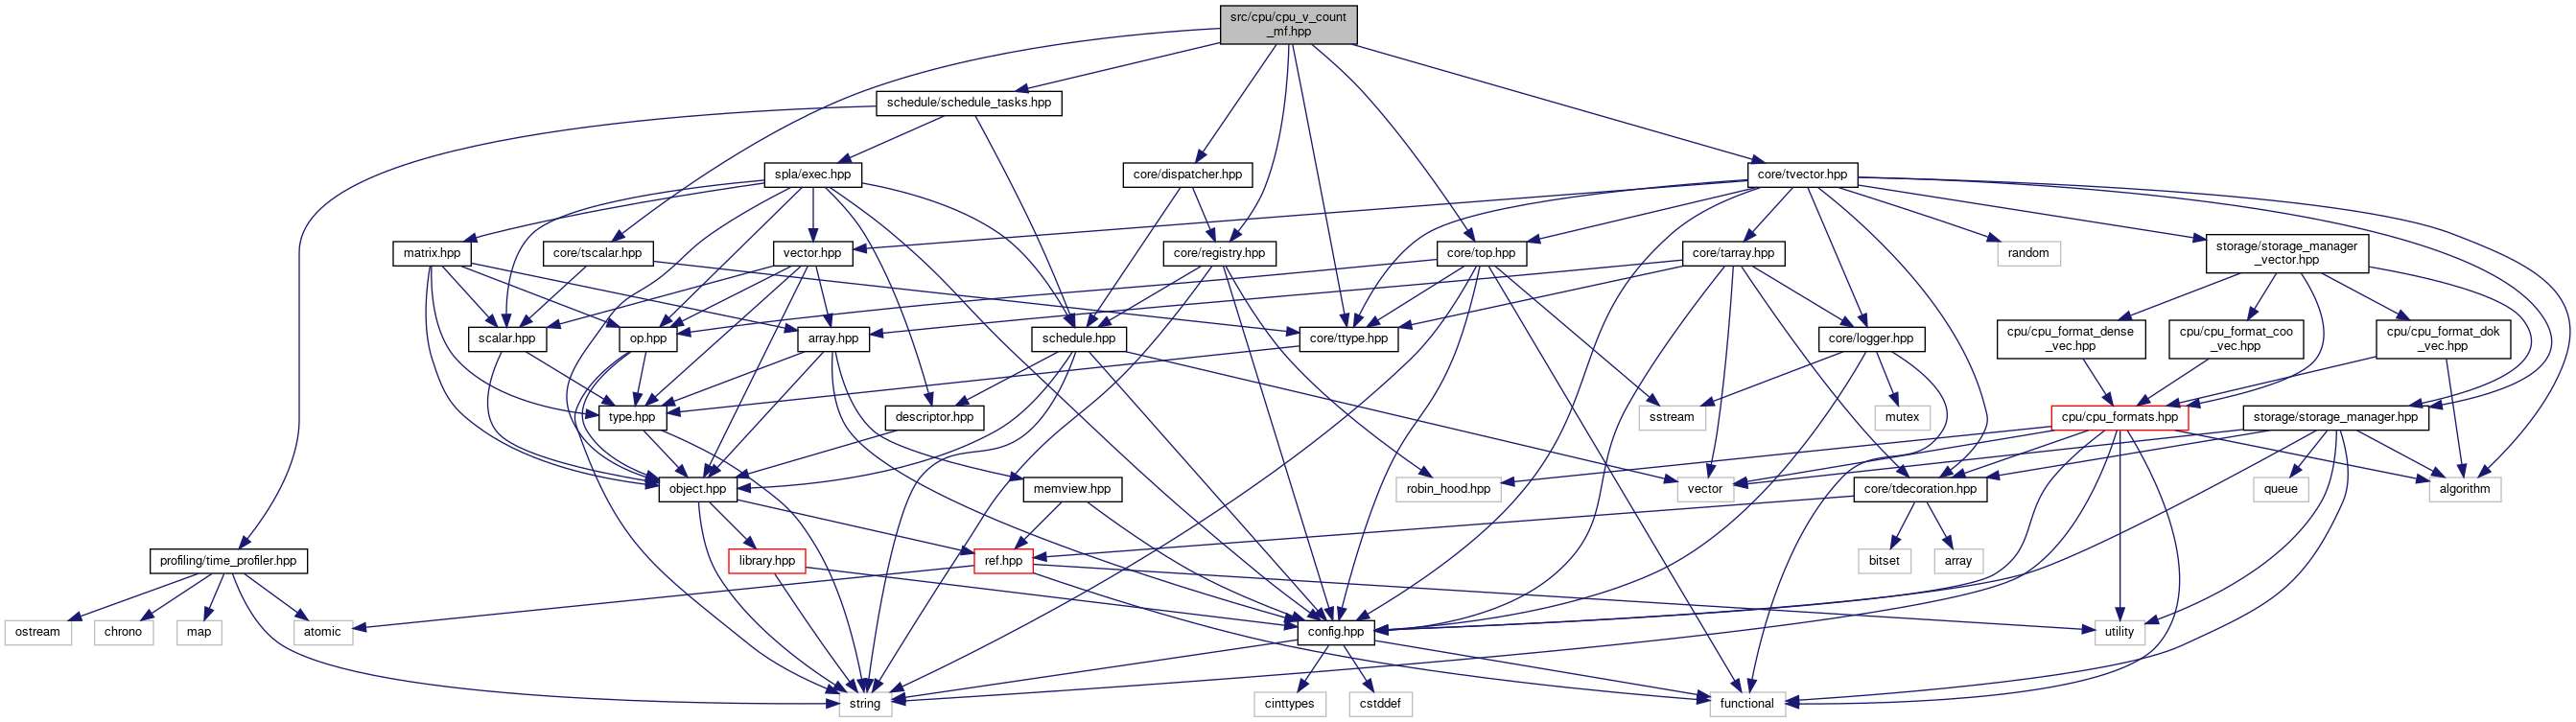 src/cpu/cpu_v_count
_mf.hpp
schedule/schedule_tasks.hpp
spla/exec.hpp
core/dispatcher.hpp
core/tvector.hpp
matrix.hpp
core/tscalar.hpp
vector.hpp
core/registry.hpp
core/top.hpp
core/tarray.hpp
random
storage/storage_manager
_vector.hpp
scalar.hpp
op.hpp
array.hpp
schedule.hpp
core/ttype.hpp
core/logger.hpp
cpu/cpu_format_dense
_vec.hpp
cpu/cpu_format_coo
_vec.hpp
cpu/cpu_format_dok
_vec.hpp
type.hpp
descriptor.hpp
sstream
mutex
cpu/cpu_formats.hpp
storage/storage_manager.hpp
object.hpp
memview.hpp
robin_hood.hpp
vector
core/tdecoration.hpp
queue
algorithm
profiling/time_profiler.hpp
library.hpp
ref.hpp
bitset
array
ostream
chrono
map
atomic
config.hpp
utility
string
cinttypes
cstddef
functional